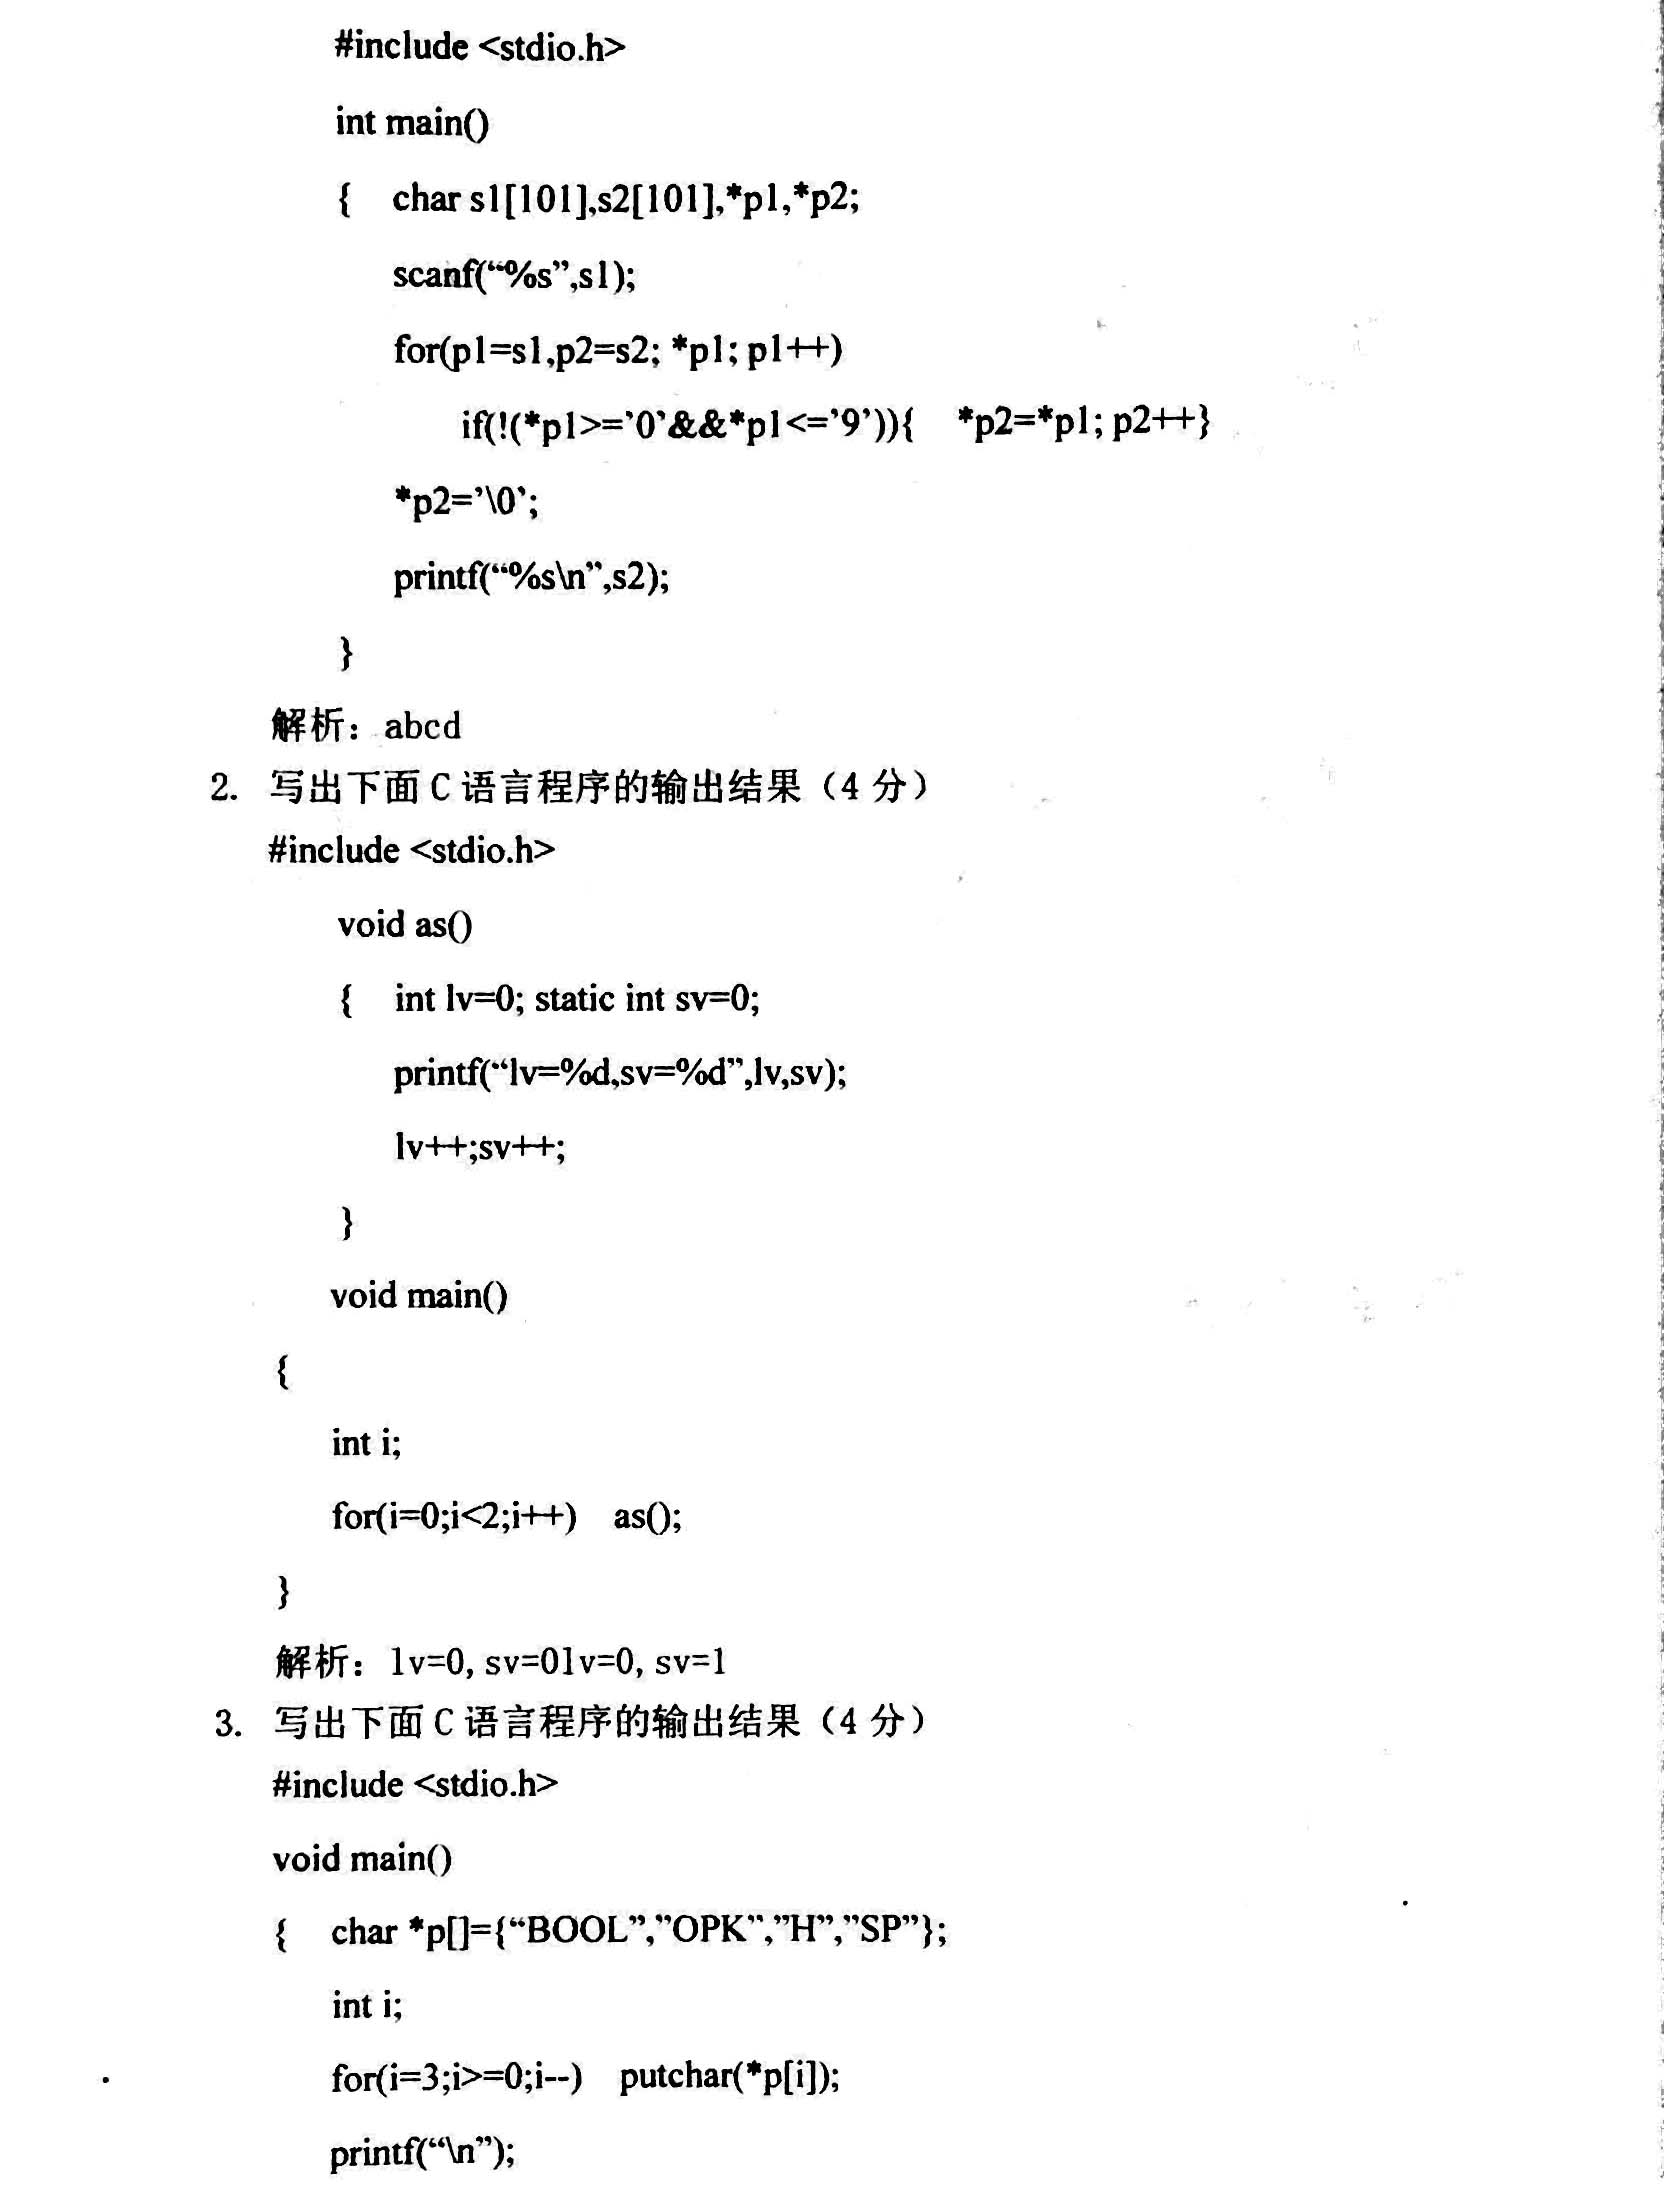 #include <stdio.h>
int main()
{ char s1[101],s2[101],*p1,*p2;
scanf(“%s”,s1);
for(p1=s1,p2=s2; *p1; p1++)
if(!(*p1>=’0‘&&*p1<=’9’)){ *p2=*p1; p2++}
*p2=’\0‘;
printf(“%s\n”,s2);
}
解析：abcd
2. 写出下面 C 语言程序的输出结果（4 分）
#include <stdio.h>
void as()
{ int lv=0; static int sv=0;
printf(“lv=%d,sv=%d”,lv,sv);
lv++;sv++;
}
void main()
{
int i;
for(i=0;i<2;i++) as();
}
解析：lv=0, sv=0lv=0, sv=1
3. 写出下面 C 语言程序的输出结果（4 分）
#include <stdio.h>
void main()
{ char *p[]={“BOOL”,”OPK”,”H”,”SP”};
int i;
for(i=3;i>=0;i--) putchar(*p[i]);
printf(“\n”);